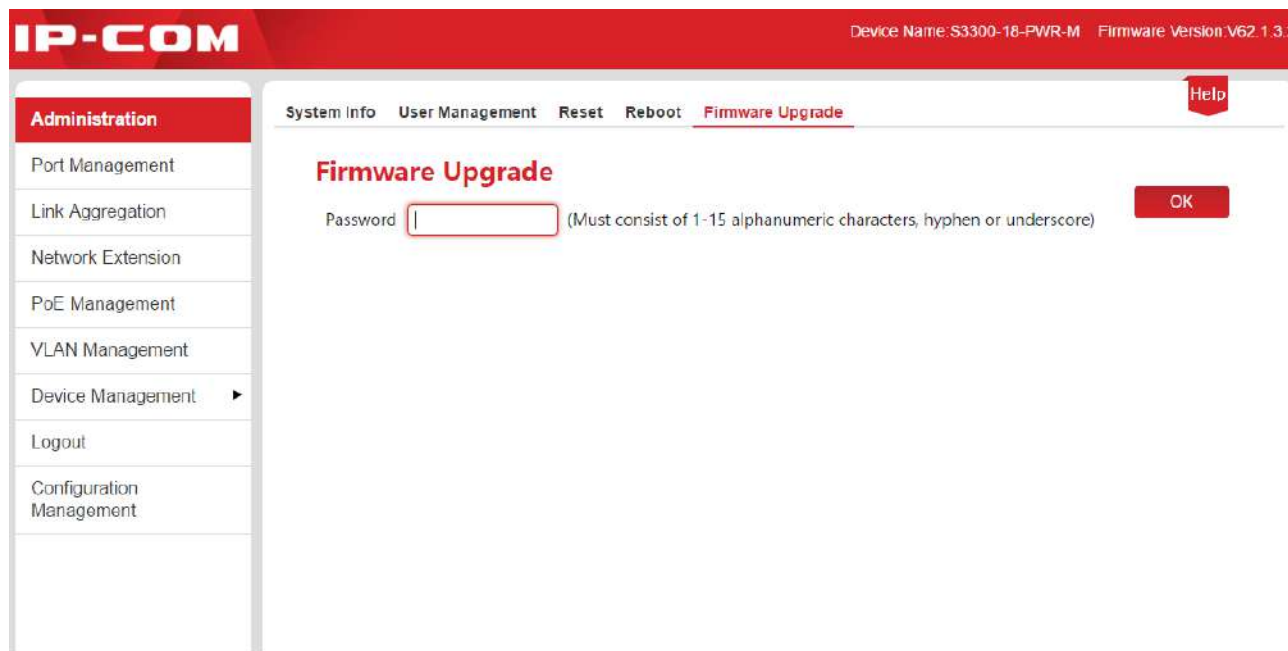 IP-COM
Device Name:S3300-18-PWR-M Firmware Version:V62.1.3.
Help
Administration
System Info User Management Reset Reboot Firmware Upgrade
Port Management
Firmware Upgrade
Link Aggregation
Password (Must consist of 1-15 alphanumeric characters, hyphen or underscore) OK
Network Extension
PoE Management
VLAN Management
Device Management
Logout
Configuration
Management